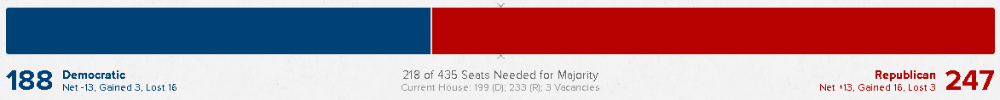 188 Democratic
Net -13, Gained 3, Lost 16
218 of 435 Seats Needed for Majority
Current House: 199 (D); 233 (R); 3 Vacancies
Republican 247
Net +13, Gained 16, Lost 3